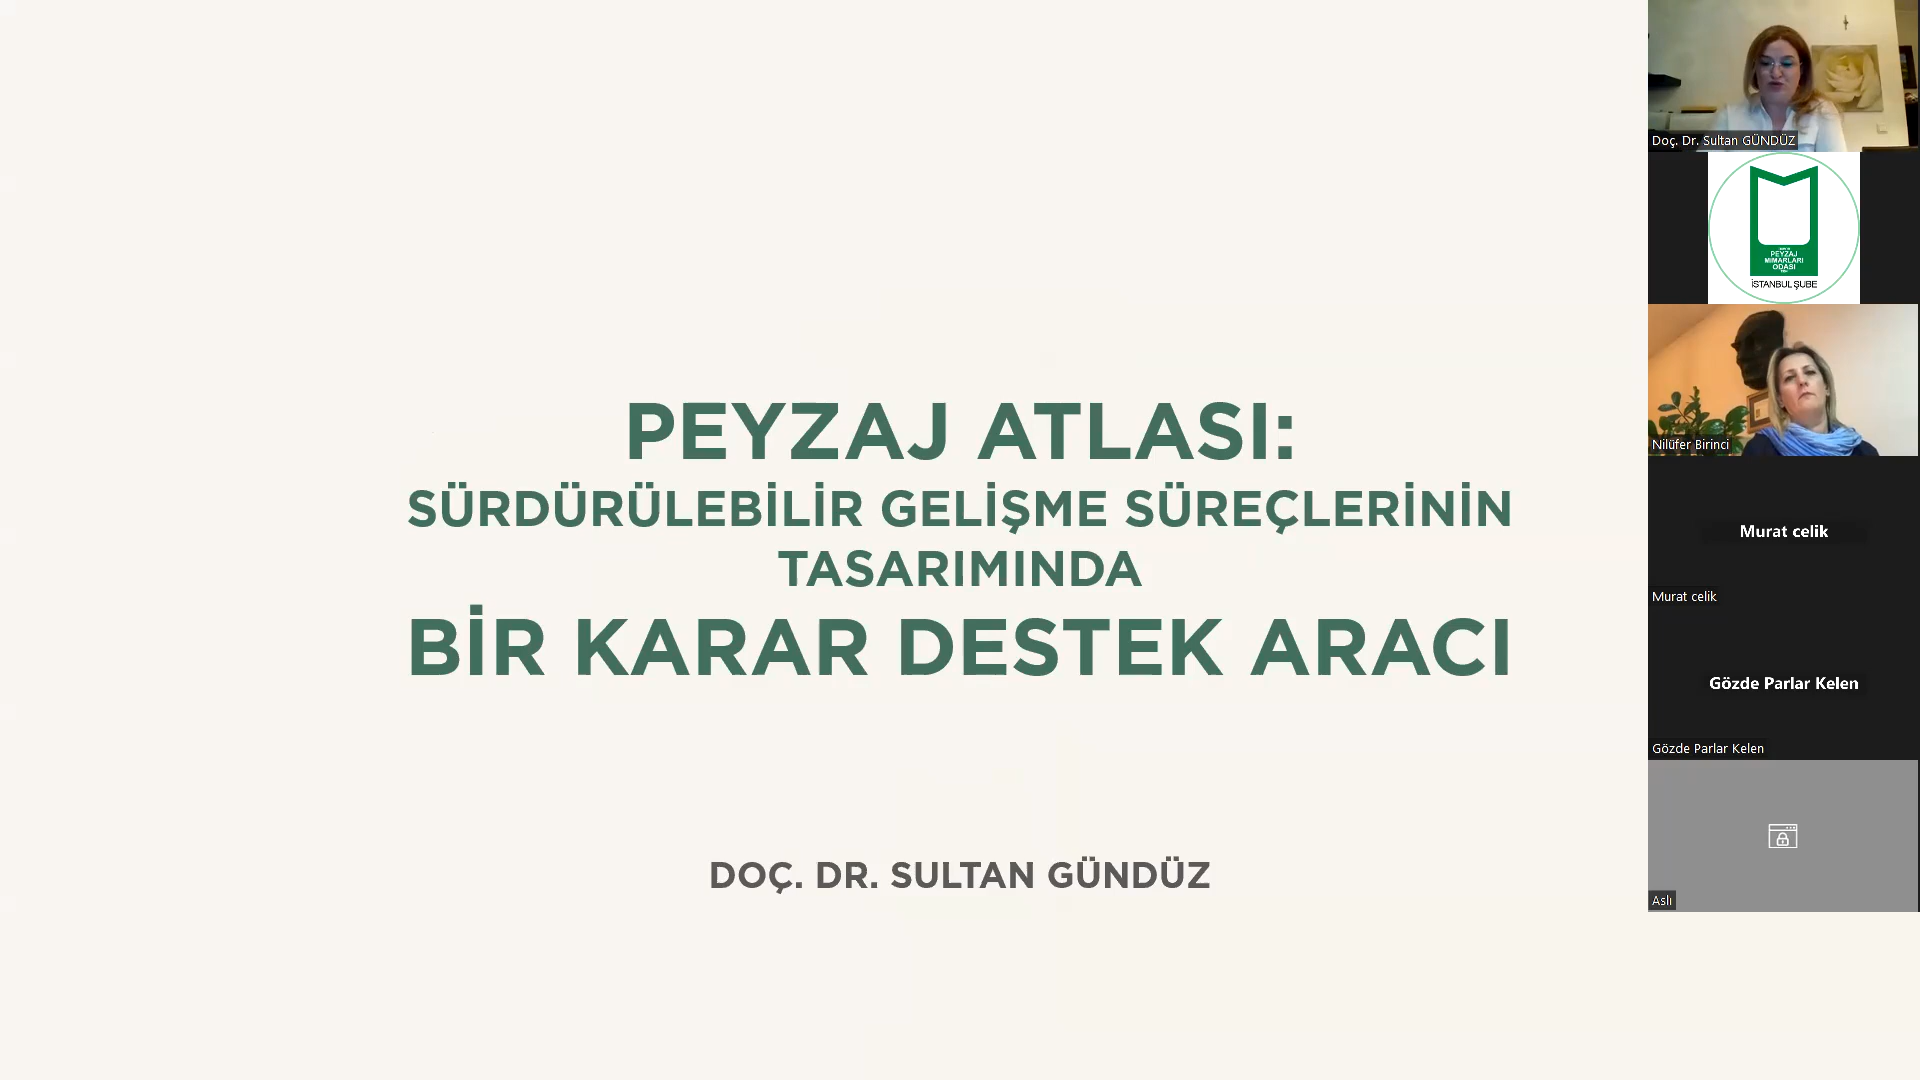 PEYZAJ ATLASI:
SÜRDÜRÜLEBİLİR GELİŞME SÜREÇLERİNİN
TASARIMINDA
BİR KARAR DESTEK ARACI
DOÇ. DR. SULTAN GÜNDÜZ
Doç. Dr. Sultan GÜNDÜZ
PEYZAJ
MİMARLARI
ODASI
İSTANBUL ŞUBE
Nilüfer Birinci
Murat celik
Murat celik
Gözde Parlar Kelen
Gözde Parlar Kelen
Aslı